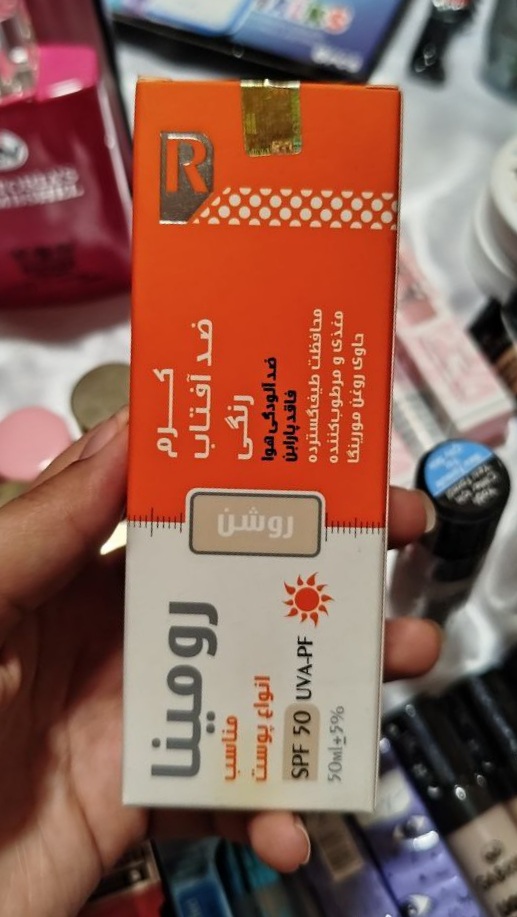 R
کـــرم
ضد آفتاب
رنگی
ضد آلودگی هوا
فاقد پارابن
محافظت طیف گسترده
مغذی و مرطوب‌کننده
حاوی روغن مورینگا
روشن
رومینا
مناسب
انواع پوست
SPF 50 UVA-PF
50ml±5%